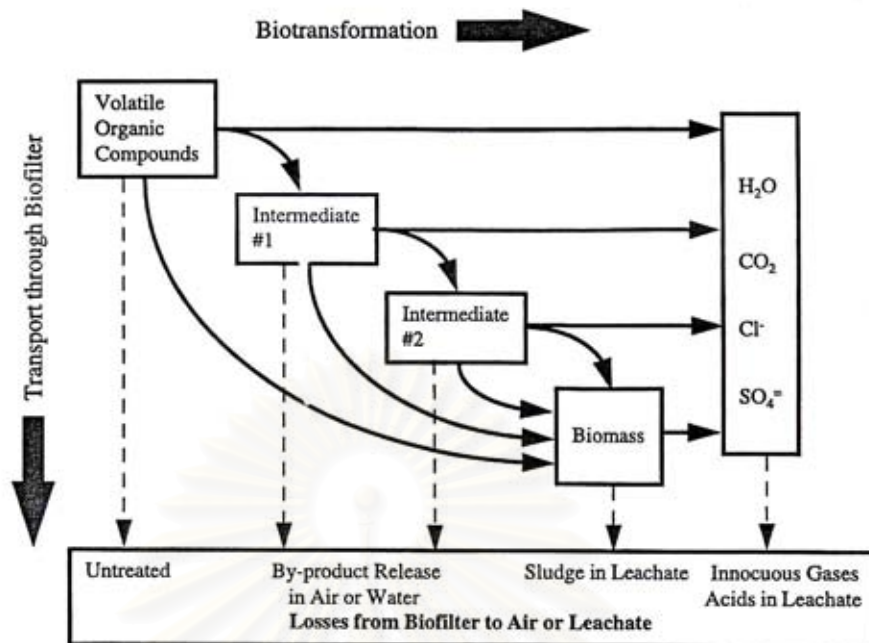 Biotransformation
Transport through Biofilter
Volatile
Organic
Compounds
Intermediate
#1
Intermediate
#2
Biomass
H₂O
CO₂
Cl⁻
SO₄⁼
Untreated
By-product Release
in Air or Water
Sludge in Leachate
Innocuous Gases
Acids in Leachate
Losses from Biofilter to Air or Leachate